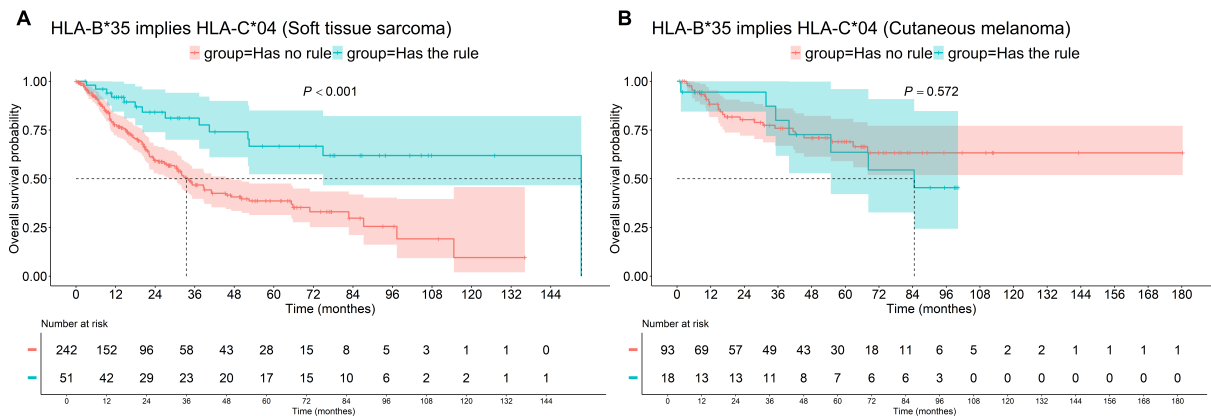 A
HLA-B*35 implies HLA-C*04 (Soft tissue sarcoma)
group=Has no rule group=Has the rule
Overall survival probability
1.00
0.75
0.50
0.25
0.00
P < 0.001
0 12 24 36 48 60 72 84 96 108 120 132 144
Time (monthes)
Number at risk
242 152 96 58 43 28 15 8 5 3 1 1 0
51 42 29 23 20 17 15 10 6 2 2 1 1
0 12 24 36 48 60 72 84 96 108 120 132 144
Time (monthes)
B
HLA-B*35 implies HLA-C*04 (Cutaneous melanoma)
group=Has no rule group=Has the rule
Overall survival probability
1.00
0.75
0.50
0.25
0.00
P = 0.572
0 12 24 36 48 60 72 84 96 108 120 132 144 156 168 180
Time (monthes)
Number at risk
93 69 57 49 43 30 18 11 6 5 2 2 1 1 1 1
18 13 13 11 8 7 6 6 3 0 0 0 0 0 0 0
0 12 24 36 48 60 72 84 96 108 120 132 144 156 168 180
Time (monthes)